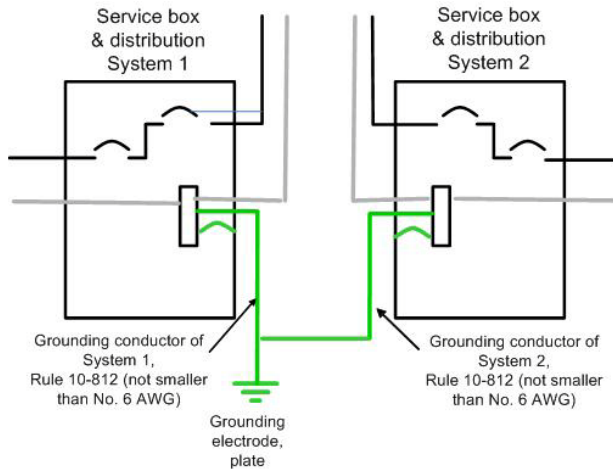 Service box
& distribution
System 1
Service box
& distribution
System 2
Grounding conductor of
System 1,
Rule 10-812 (not smaller
than No. 6 AWG)
Grounding conductor of
System 2,
Rule 10-812 (not smaller
than No. 6 AWG)
Grounding
electrode,
plate